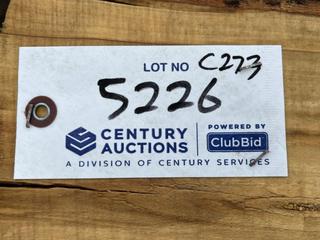 LOT NO C273
5226
CENTURY AUCTIONS
POWERED BY ClubBid
A DIVISION OF CENTURY SERVICES